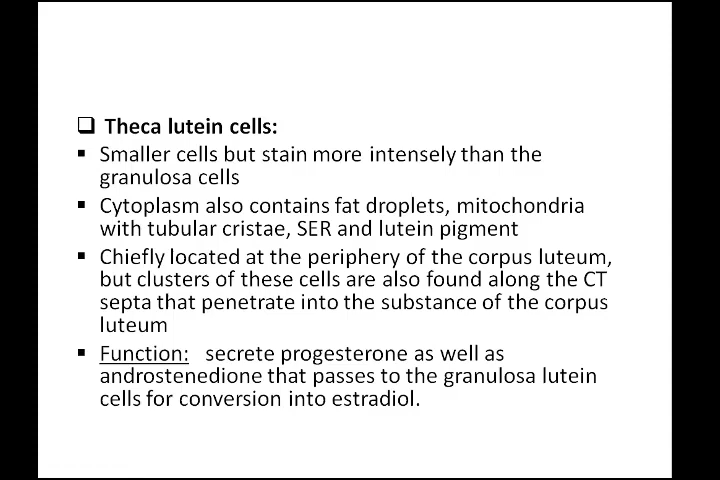 ❑ Theca lutein cells:
▪ Smaller cells but stain more intensely than the
granulosa cells
▪ Cytoplasm also contains fat droplets, mitochondria
with tubular cristae, SER and lutein pigment
▪ Chiefly located at the periphery of the corpus luteum,
but clusters of these cells are also found along the CT
septa that penetrate into the substance of the corpus
luteum
▪ Function: secrete progesterone as well as
androstenedione that passes to the granulosa lutein
cells for conversion into estradiol.